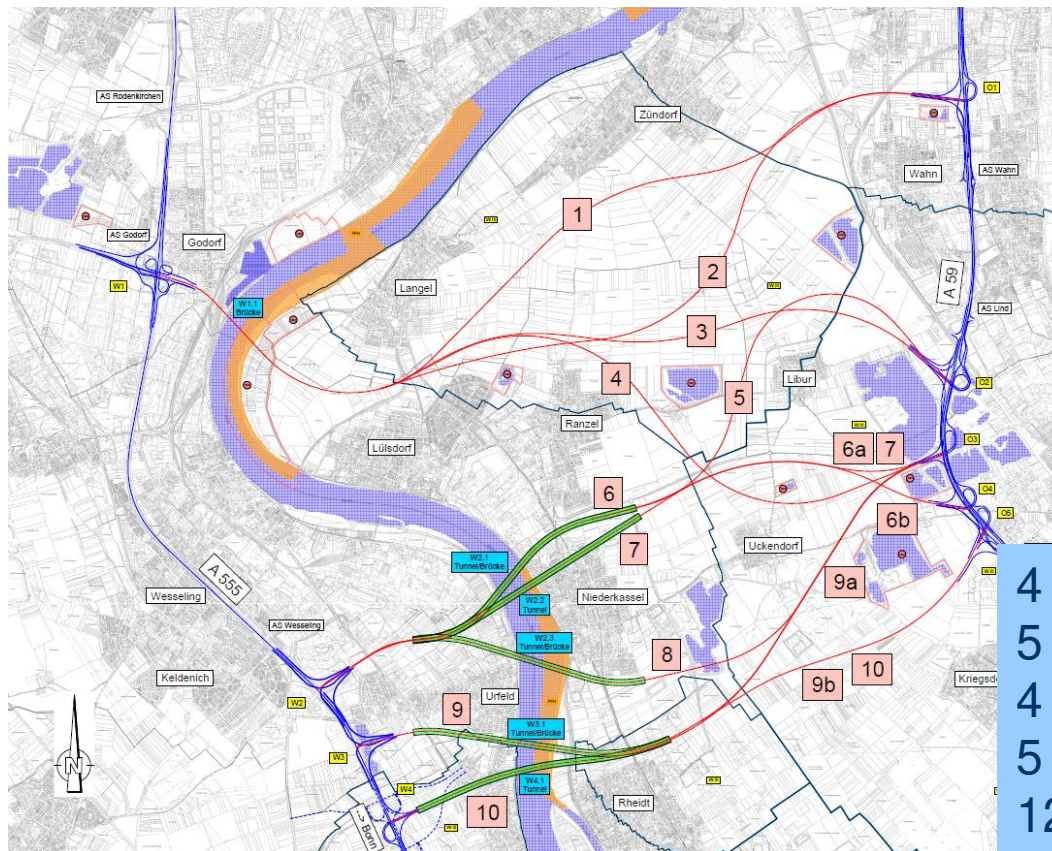 AS Rodenkirchen
O1
Zündorf
Wahn
AS Wahn
1
AS Godorf
Godorf
W1
2
A 59
Langel
W1.1
Brücke
AS Lind
3
4
5
Libur
O2
Ranzel
Lülsdorf
O3
6a
7
6
O4
O5
6b
7
Uckendorf
W2.1
Tunnel/Brücke
A 555
Wesseling
9a
W2.2
Tunnel
Niederkassel
AS Wesseling
W2.3
Tunnel/Brücke
8
10
Keldenich
9b
Kriegsd
Urfeld
W2
9
W3.1
Tunnel/Brücke
W3
N
W4
W4.1
Tunnel
Rheidt
10
--> Bonn
4
5
4
5
12